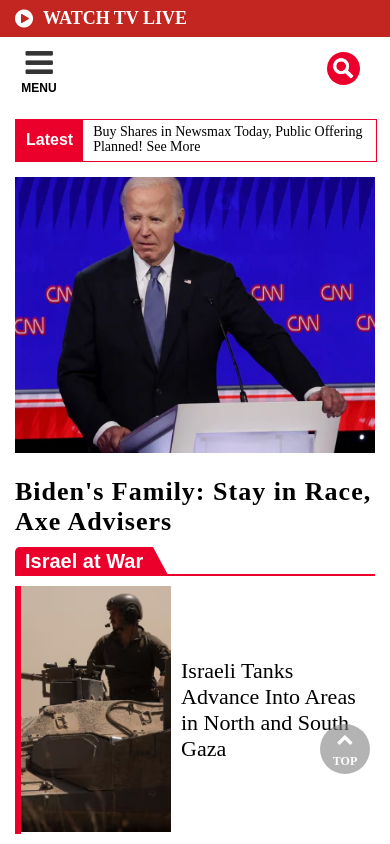 WATCH TV LIVE
MENU
Latest
Buy Shares in Newsmax Today, Public Offering
Planned! See More
CNN
CNN
CNN
CNN
CNN
Biden's Family: Stay in Race,
Axe Advisers
Israel at War
Israeli Tanks
Advance Into Areas
in North and South
Gaza
TOP